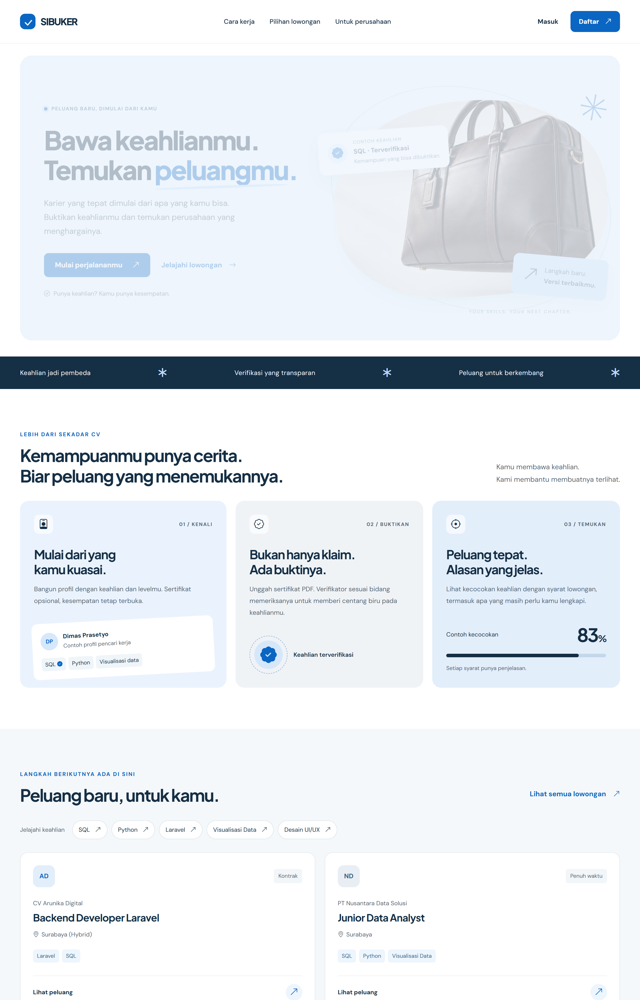 SIBUKER
Cara kerja
Pilihan lowongan
Untuk perusahaan
Masuk
Daftar
PELUANG BARU, DIMULAI DARI KAMU
Bawa keahlianmu.
Temukan peluangmu.
Karier yang tepat dimulai dari apa yang kamu bisa.
Buktikan keahlianmu dan temukan perusahaan yang
menghargainya.
Mulai perjalananmu
Jelajahi lowongan
Punya keahlian? Kamu punya kesempatan.
CONTOH KEAHLIAN
SQL · Terverifikasi
Kemampuan yang bisa dibuktikan.
Langkah baru.
Versi terbaikmu.
YOUR SKILLS. YOUR NEXT CHAPTER.
Keahlian jadi pembeda
Verifikasi yang transparan
Peluang untuk berkembang
LEBIH DARI SEKADAR CV
Kemampuanmu punya cerita.
Biar peluang yang menemukannya.
Kamu membawa keahlian.
Kami membantu membuatnya terlihat.
01 / KENALI
Mulai dari yang
kamu kuasai.
Bangun profil dengan keahlian dan levelmu. Sertifikat
opsional, kesempatan tetap terbuka.
DP
Dimas Prasetyo
Contoh profil pencari kerja
SQL
Python
Visualisasi data
02 / BUKTIKAN
Bukan hanya klaim.
Ada buktinya.
Unggah sertifikat PDF. Verifikator sesuai bidang
memeriksanya untuk memberi centang biru pada
keahlianmu.
Keahlian terverifikasi
03 / TEMUKAN
Peluang tepat.
Alasan yang jelas.
Lihat kecocokan keahlian dengan syarat lowongan,
termasuk apa yang masih perlu kamu lengkapi.
Contoh kecocokan
83%
Setiap syarat punya penjelasan.
LANGKAH BERIKUTNYA ADA DI SINI
Peluang baru, untuk kamu.
Lihat semua lowongan
Jelajahi keahlian
SQL
Python
Laravel
Visualisasi Data
Desain UI/UX
AD
Kontrak
CV Arunika Digital
Backend Developer Laravel
Surabaya (Hybrid)
Laravel
SQL
Lihat peluang
ND
Penuh waktu
PT Nusantara Data Solusi
Junior Data Analyst
Surabaya
SQL
Python
Visualisasi Data
Lihat peluang